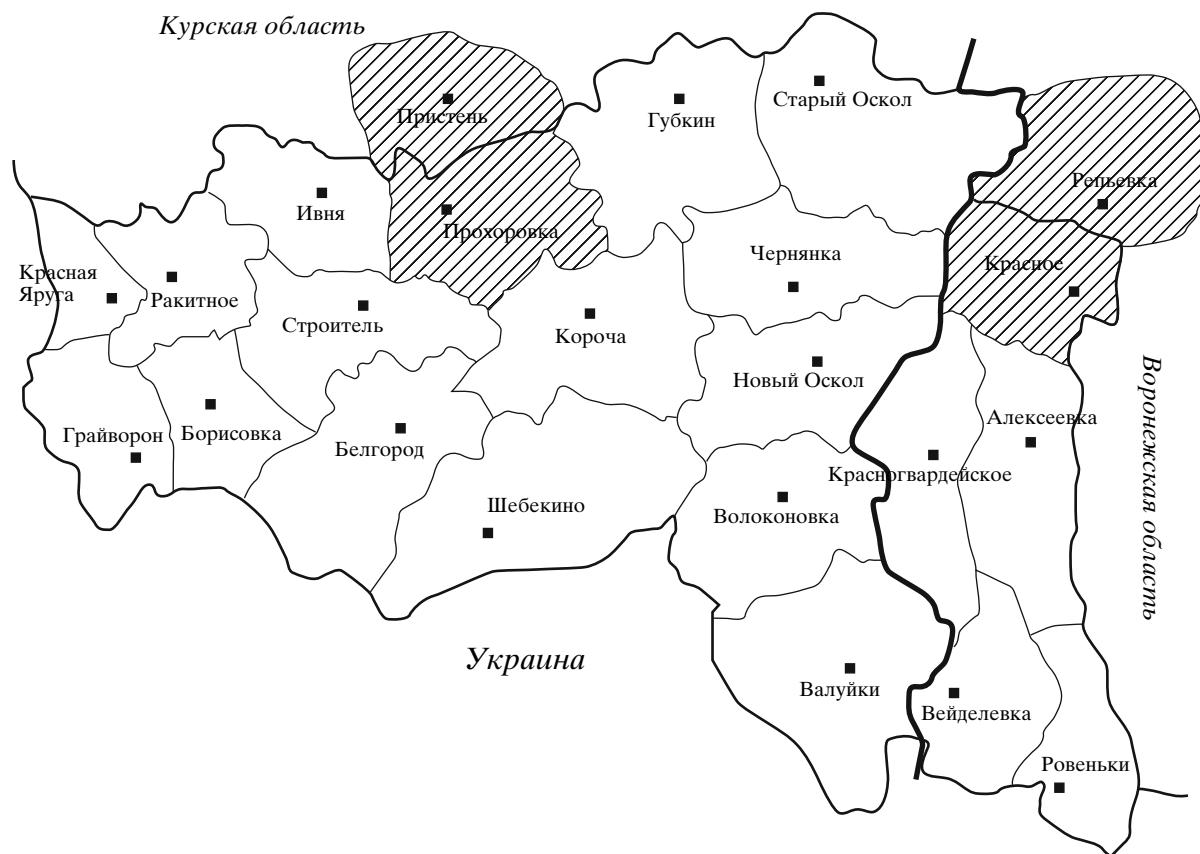 Курская область
Пристень
Губкин
Старый Оскол
Ивня
Прохоровка
Репьевка
Красная
Яруга
Ракитное
Строитель
Короча
Чернянка
Красное
Новый Оскол
Грайворон
Борисовка
Белгород
Алексеевка
Красногвардейское
Шебекино
Волоконовка
Воронежская область
Украина
Валуйки
Вейделевка
Ровеньки